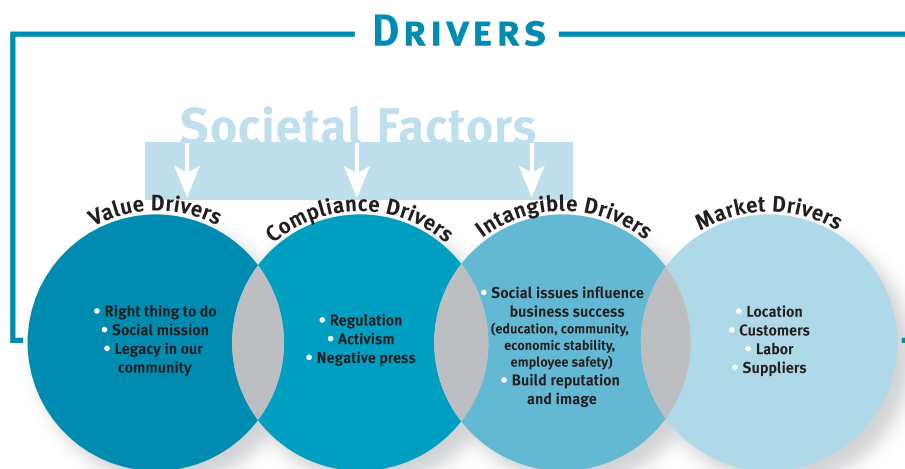 DRIVERS
Societal Factors
Value Drivers
Compliance Drivers
Intangible Drivers
Market Drivers
• Right thing to do
• Social mission
• Legacy in our
community
• Regulation
• Activism
• Negative press
• Social issues influence
business success
(education, community,
economic stability,
employee safety)
• Build reputation
and image
• Location
• Customers
• Labor
• Suppliers